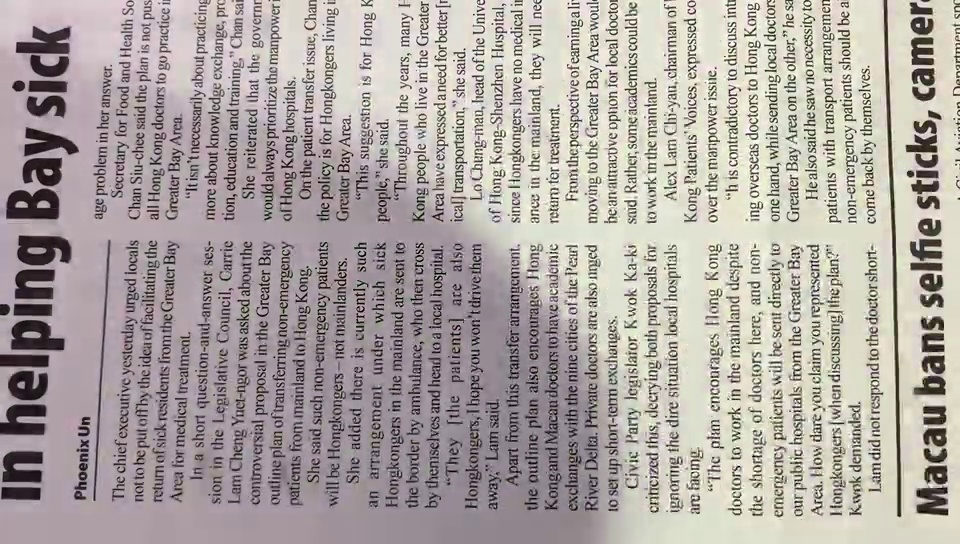 In helping Bay sick
Phoenix Un
The chief executive yesterday urged locals
not to be put off by the idea of facilitating the
return of sick residents from the Greater Bay
Area for medical treatment.
In a short question-and-answer ses-
sion in the Legislative Council, Carrie
Lam Cheng Yuet-ngor was asked about the
controversial proposal in the Greater Bay
outline plan of transferring non-emergency
patients from mainland to Hong Kong.
She said such non-emergency patients
will be Hongkongers – not mainlanders.
She added there is currently such
an arrangement under which sick
Hongkongers in the mainland are sent to
the border by ambulance, who then cross
by themselves and head to a local hospital.
"They [the patients] are also
Hongkongers, I hope you won't drive them
away," Lam said.
Apart from this transfer arrangement,
the outline plan also encourages Hong
Kong and Macau doctors to have academic
exchanges with the nine cities of the Pearl
River Delta. Private doctors are also urged
to set up short-term exchanges.
Civic Party legislator Kwok Ka-ki
criticized this, decrying both proposals for
ignoring the dire situation local hospitals
are facing.
"The plan encourages Hong Kong
doctors to work in the mainland despite
the shortage of doctors here, and non-
emergency patients will be sent directly to
our public hospitals from the Greater Bay
Area. How dare you claim you represented
Hongkongers [when discussing] the plan?"
Kwok demanded.
Lam did not respond to the doctor short-
age problem in her answer.
Secretary for Food and Health So
Chan Siu-chee said the plan is not pus
all Hong Kong doctors to go practice in
Greater Bay Area.
"It isn't necessarily about practicing
more about knowledge exchange, pro
tion, education and training," Chan sai
She reiterated that the governm
would always prioritize the manpower
of Hong Kong hospitals.
On the patient transfer issue, Chan
the policy is for Hongkongers living i
Greater Bay Area.
"This suggestion is for Hong K
people," she said.
"Throughout the years, many H
Kong people who live in the Greater
Area have expressed a need for better [m
ical] transportation," she said.
Lo Chung-mau, head of the Unive
of Hong Kong-Shenzhen Hospital,
since Hongkongers have no medical in
ance in the mainland, they will nee
return for treatment.
From the perspective of earning a liv
moving to the Greater Bay Area would
be an attractive option for local doctors
said. Rather, some academics could be
to work in the mainland.
Alex Lam Chi-yan, chairman of
Kong Patients' Voices, expressed co
over the manpower issue.
"It is contradictory to discuss int
ing overseas doctors to Hong Kong
one hand, while sending local doctors
Greater Bay Area on the other," he sa
He also said he saw no necessity to
patients with transport arrangemen
non-emergency patients should be a
come back by themselves.
Macau bans selfie sticks, camer